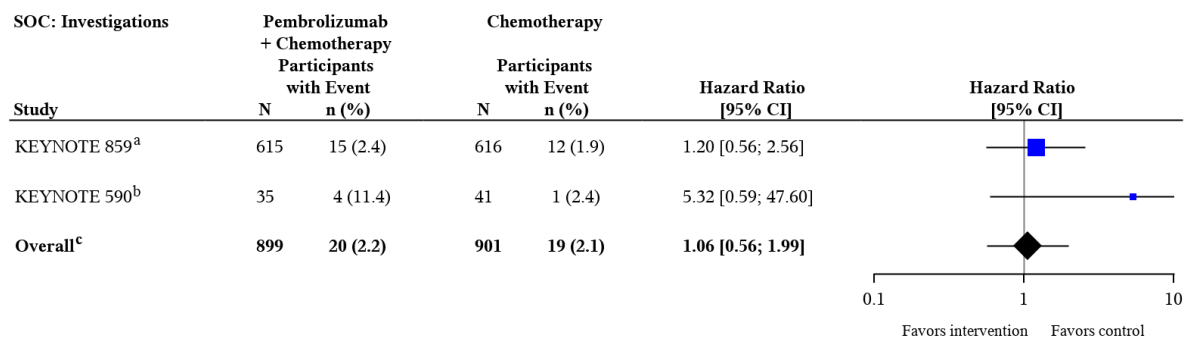 SOC: Investigations Pembrolizumab Chemotherapy
+ Chemotherapy
Participants Participants
with Event with Event Hazard Ratio Hazard Ratio
Study N n (%) N n (%) [95% CI] [95% CI]
KEYNOTE 859a 615 15 (2.4) 616 12 (1.9) 1.20 [0.56; 2.56]
KEYNOTE 590b 35 4 (11.4) 41 1 (2.4) 5.32 [0.59; 47.60]
Overallc 899 20 (2.2) 901 19 (2.1) 1.06 [0.56; 1.99]
0.1 1 10
Favors intervention Favors control